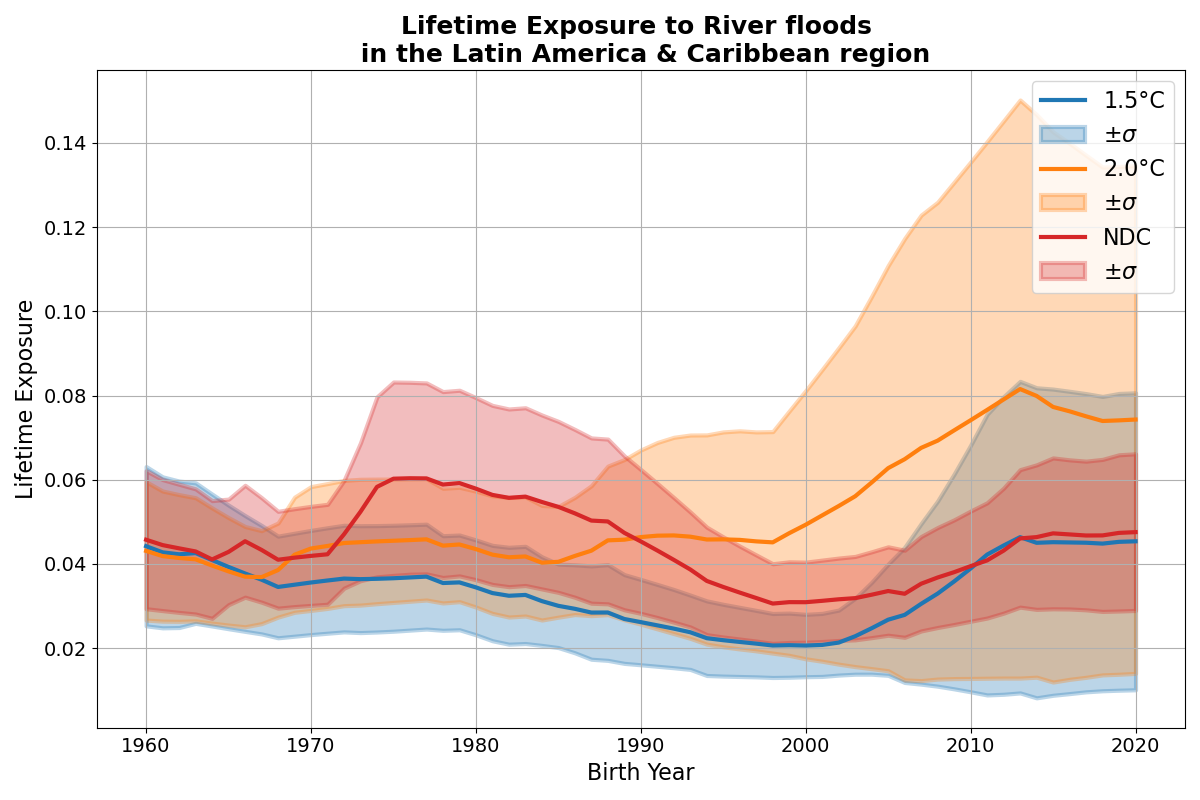 Lifetime Exposure to River floods
in the Latin America & Caribbean region
Lifetime Exposure
0.14
0.12
0.10
0.08
0.06
0.04
0.02
1960
1970
1980
1990
2000
2010
2020
Birth Year
1.5°C
±σ
2.0°C
±σ
NDC
±σ